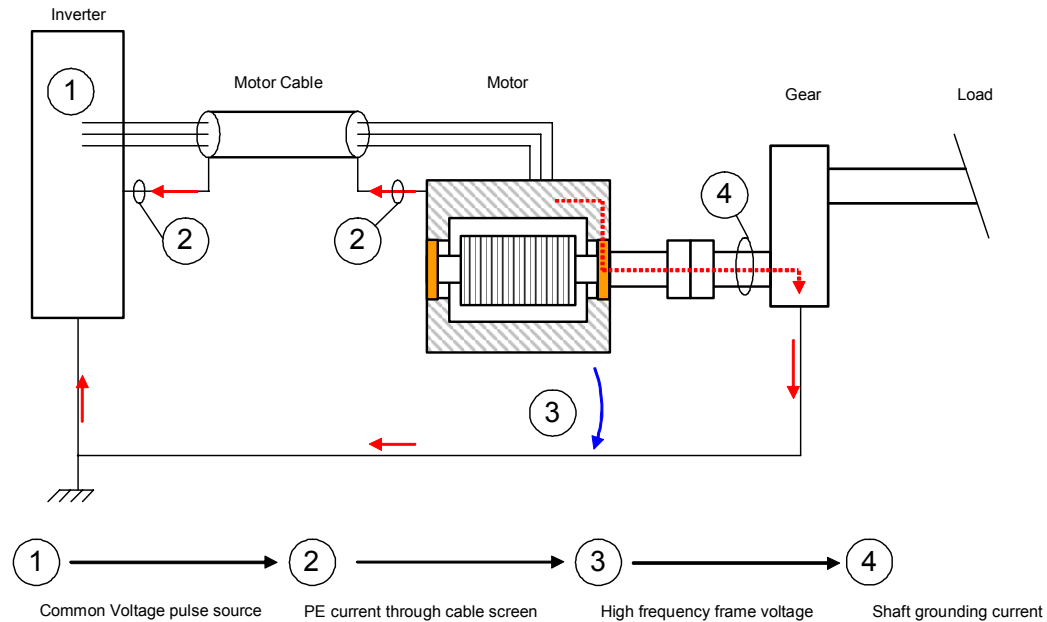 Inverter
Motor Cable
Motor
Gear
Load
1
2
2
4
3
1
2
3
4
Common Voltage pulse source
PE current through cable screen
High frequency frame voltage
Shaft grounding current